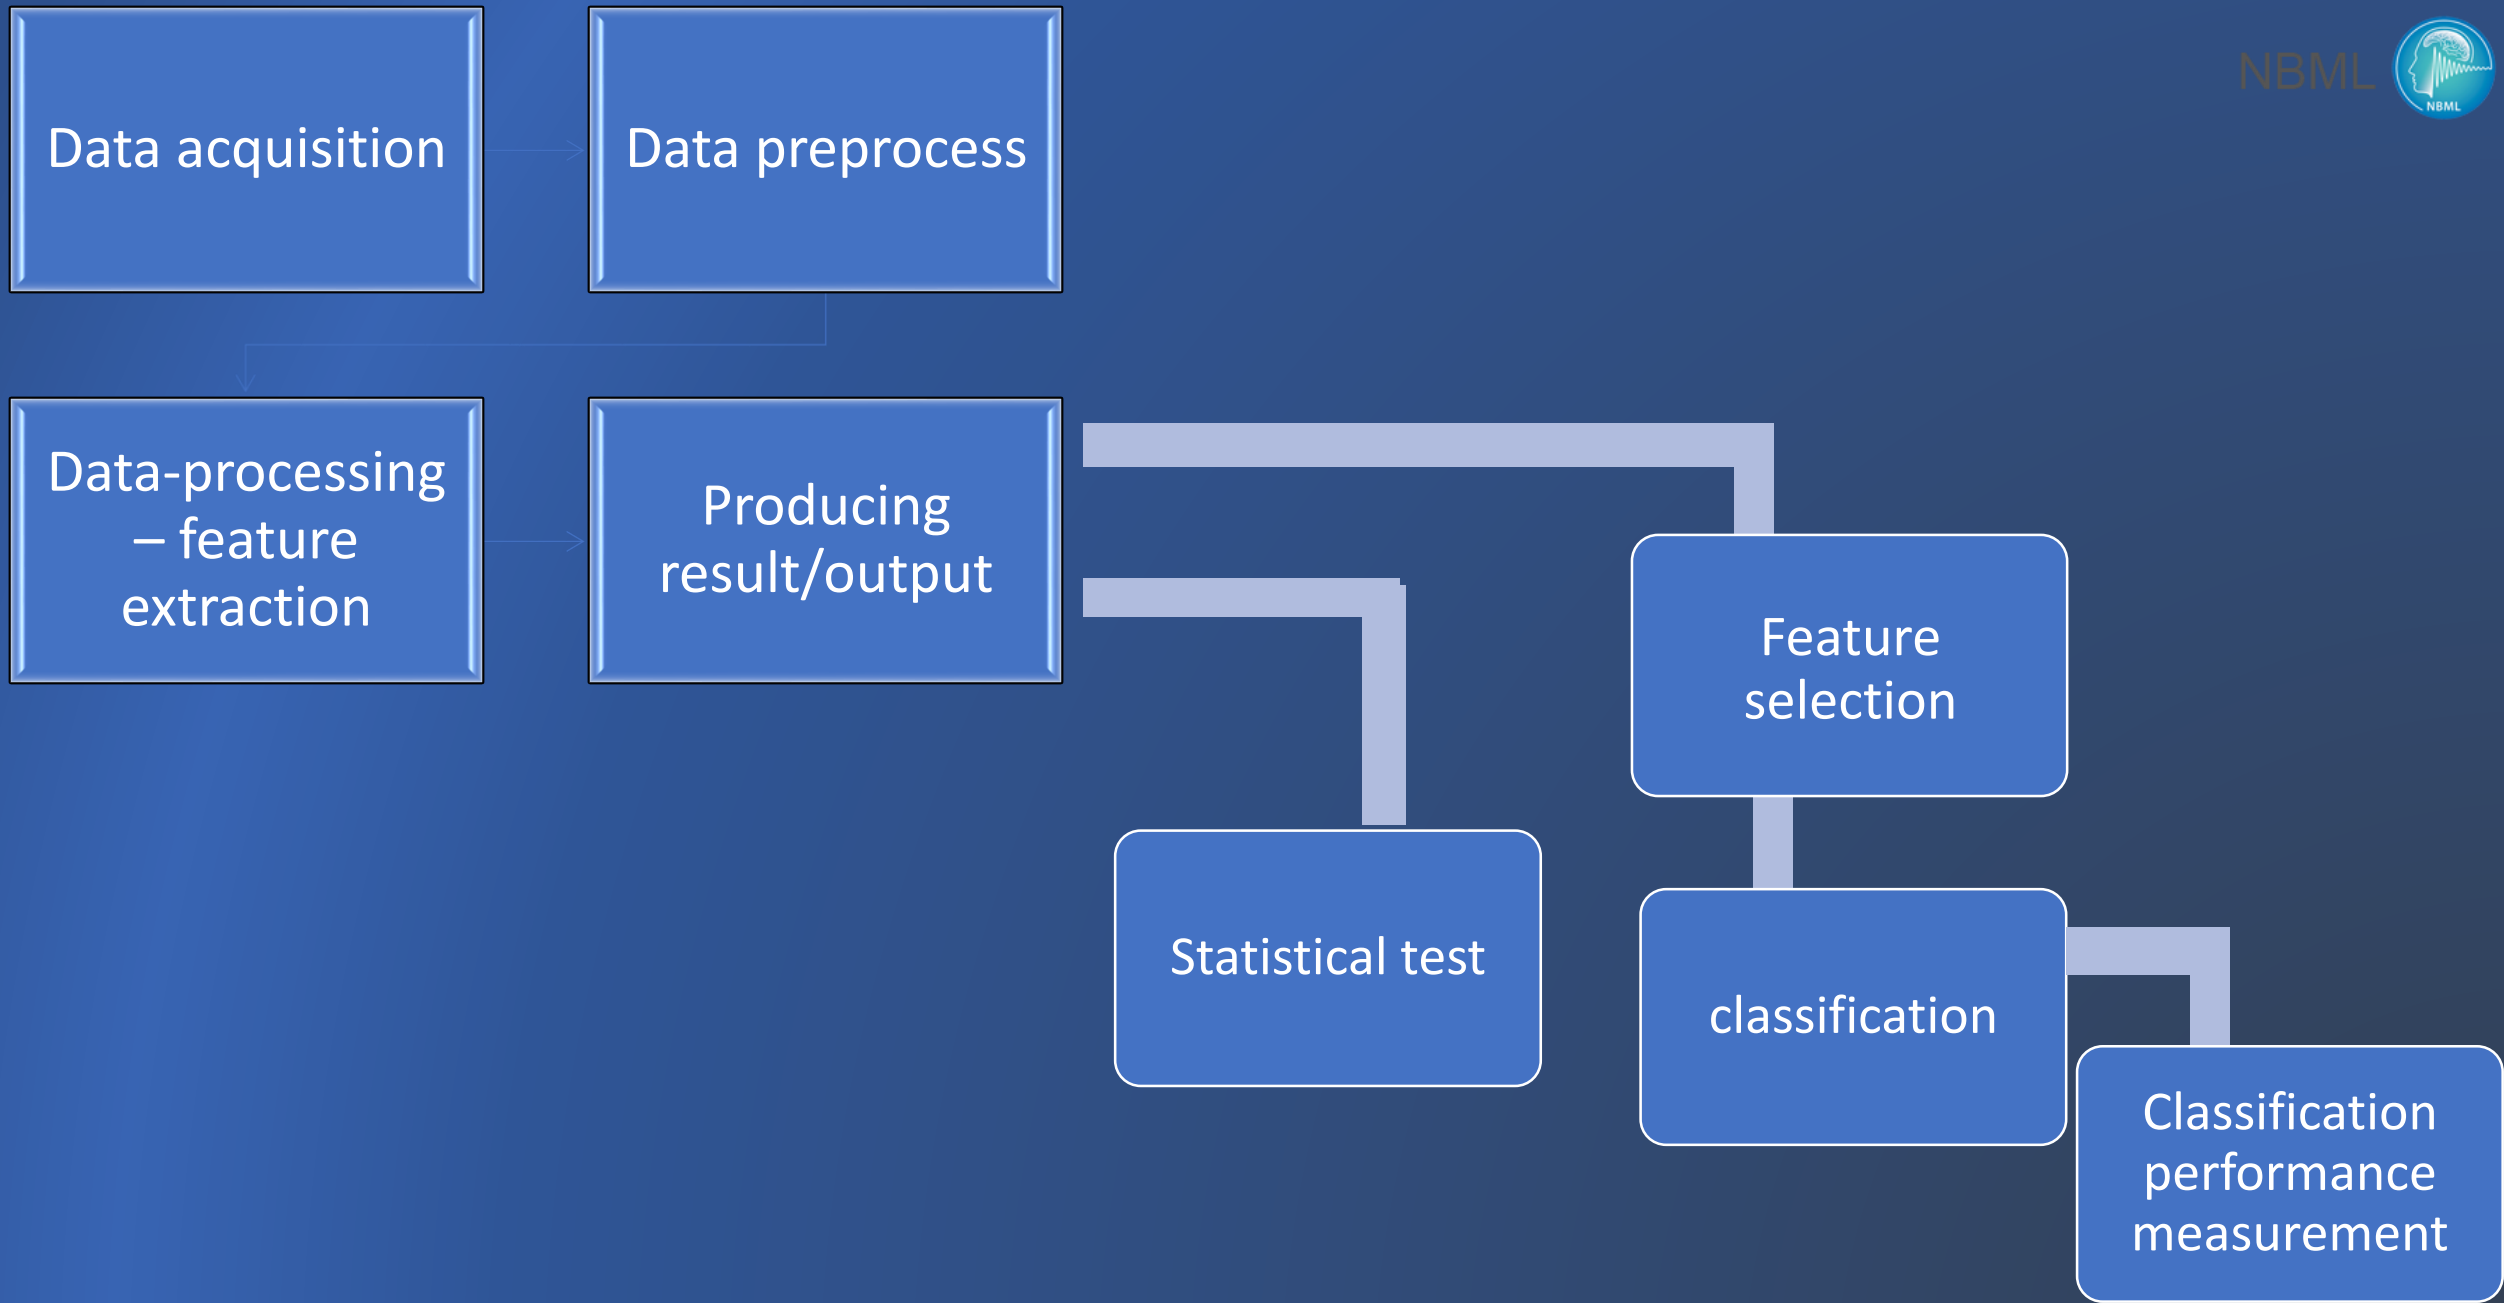 Data acquisition
Data preprocess
NBML
NBML
Data-processing
– feature
extraction
Producing
result/output
Feature
selection
Statistical test
classification
Classification
performance
measurement